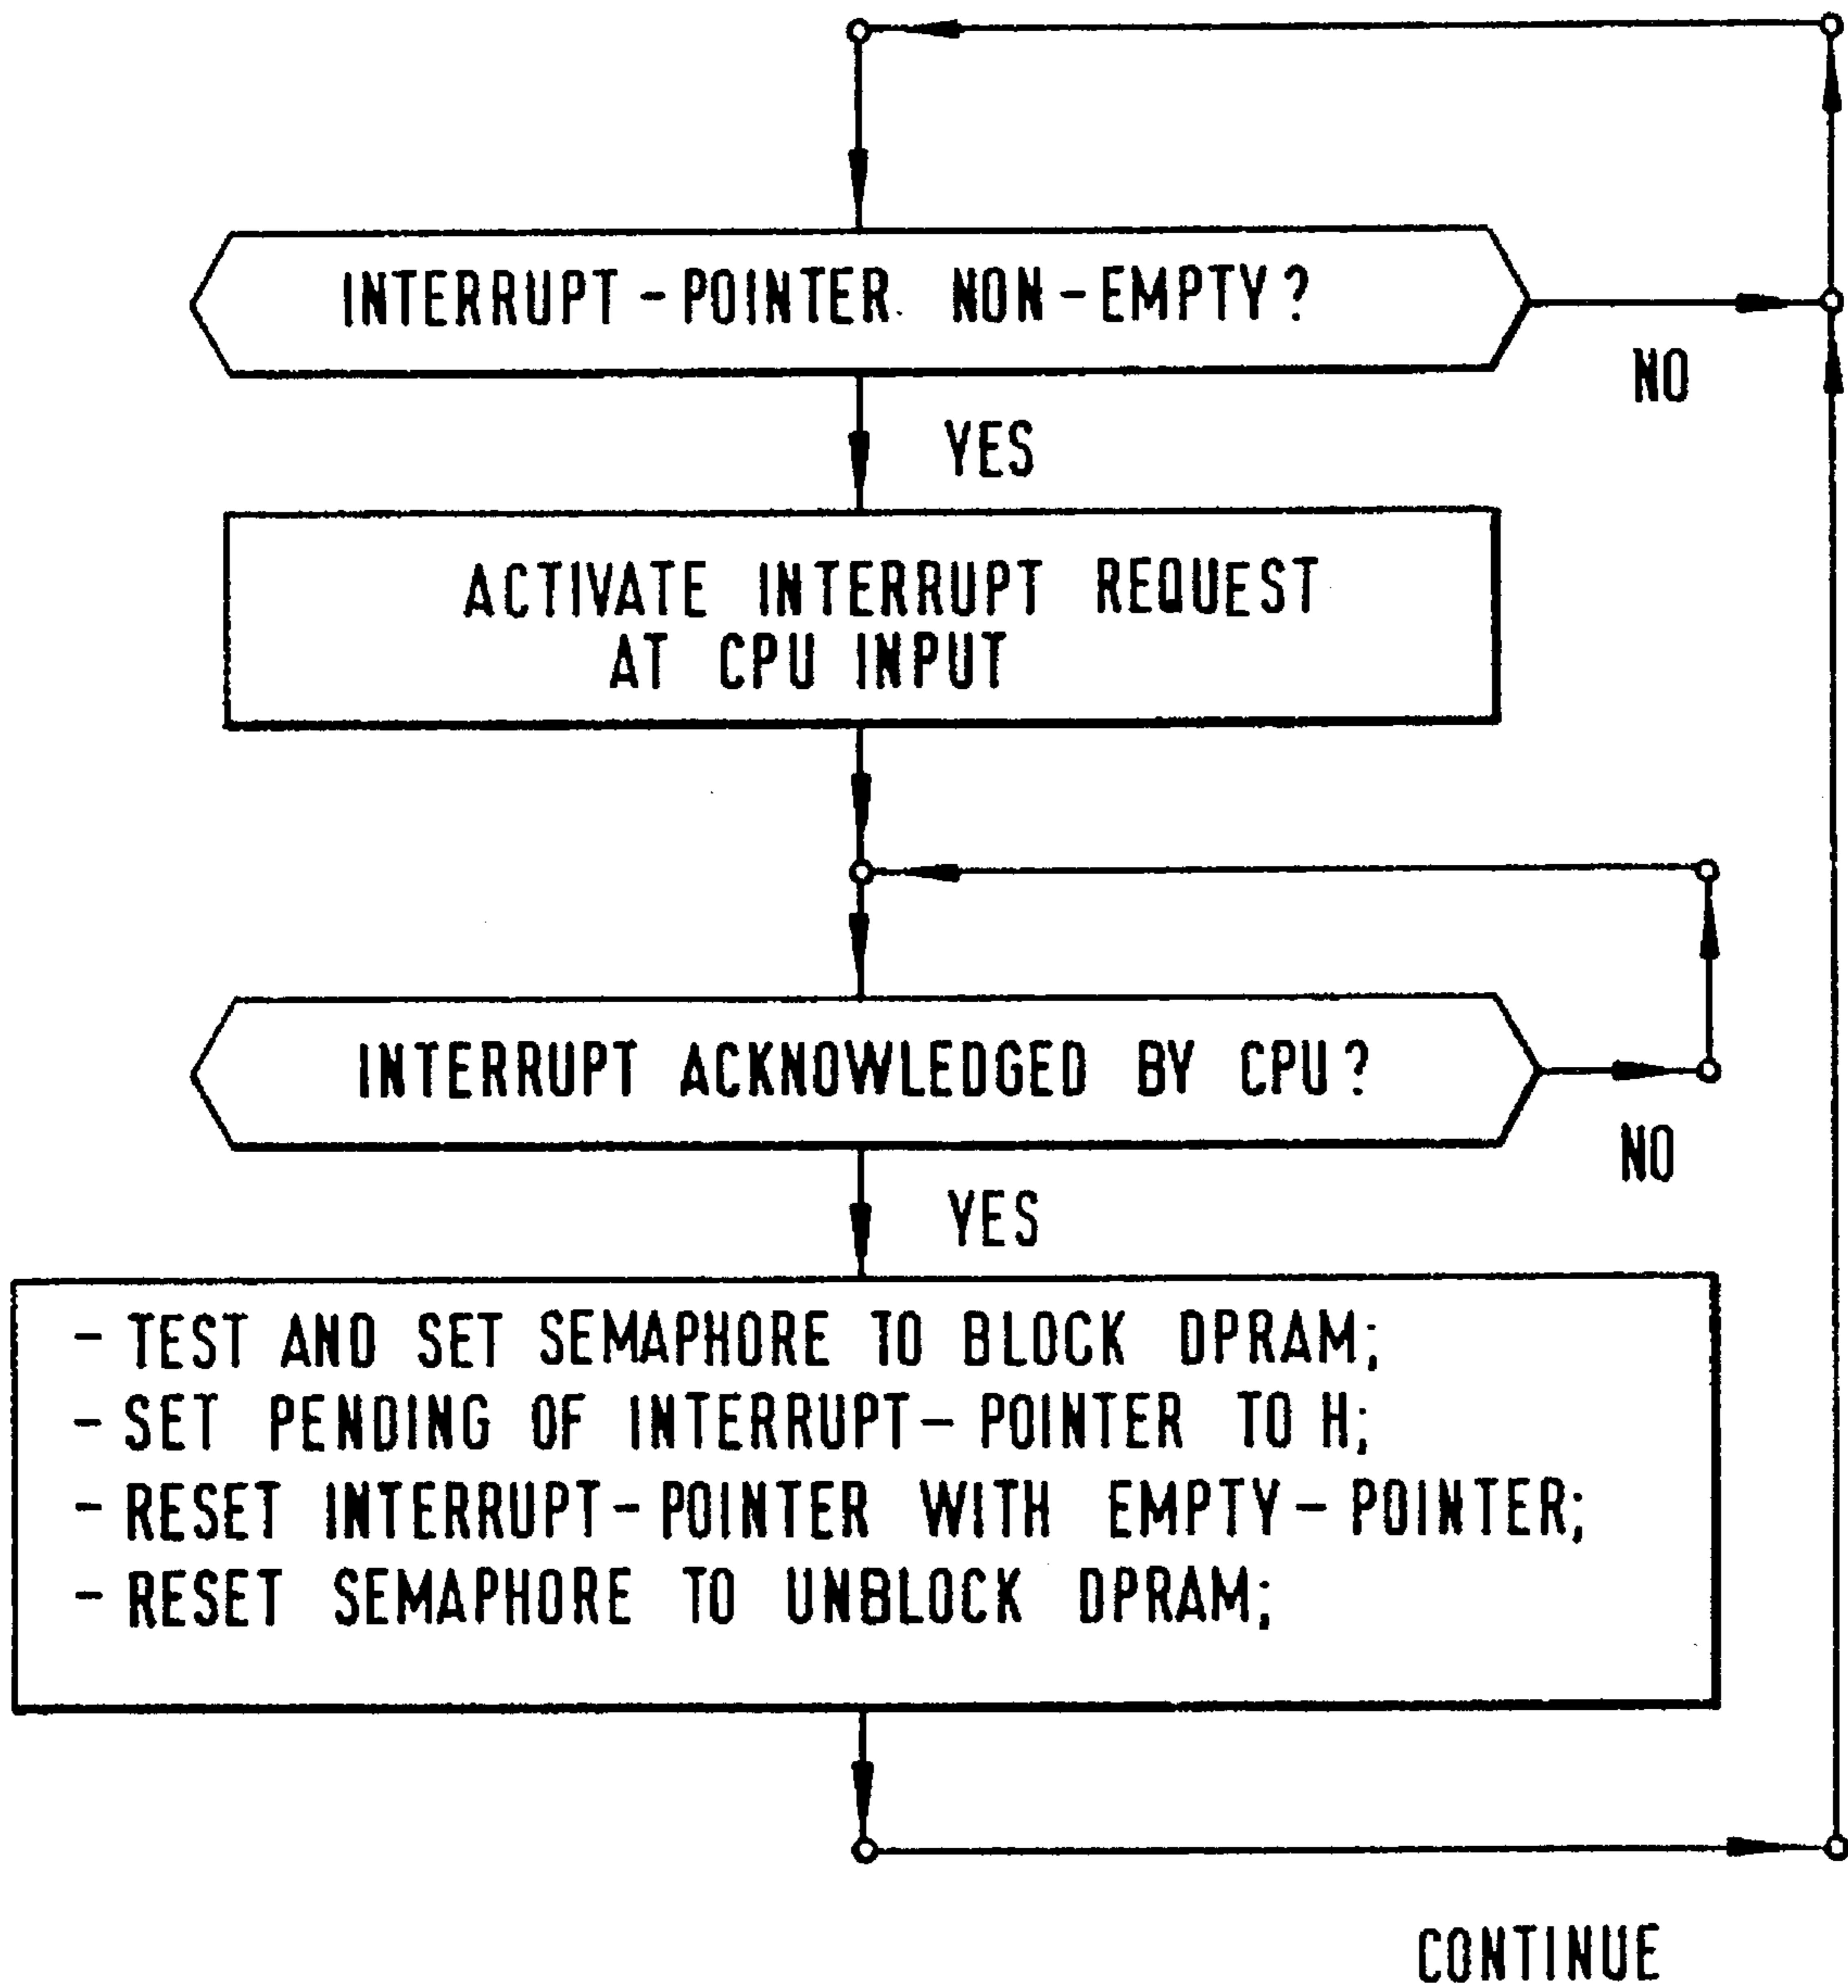 INTERRUPT-POINTER NON-EMPTY?
NO
YES
ACTIVATE INTERRUPT REQUEST
AT CPU INPUT
INTERRUPT ACKNOWLEDGED BY CPU?
NO
YES
- TEST AND SET SEMAPHORE TO BLOCK DPRAM;
- SET PENDING OF INTERRUPT-POINTER TO H;
- RESET INTERRUPT-POINTER WITH EMPTY-POINTER;
- RESET SEMAPHORE TO UNBLOCK DPRAM;
CONTINUE